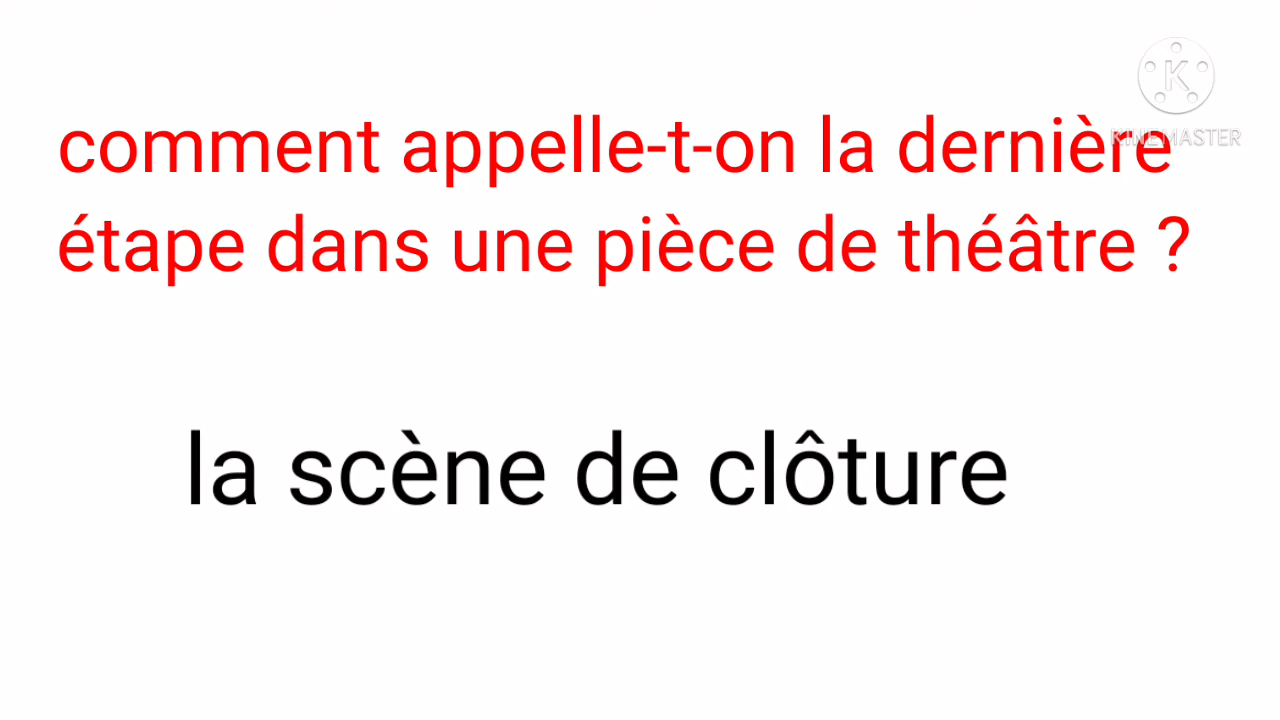 K
KINEMASTER
comment appelle-t-on la dernière
étape dans une pièce de théâtre ?
la scène de clôture